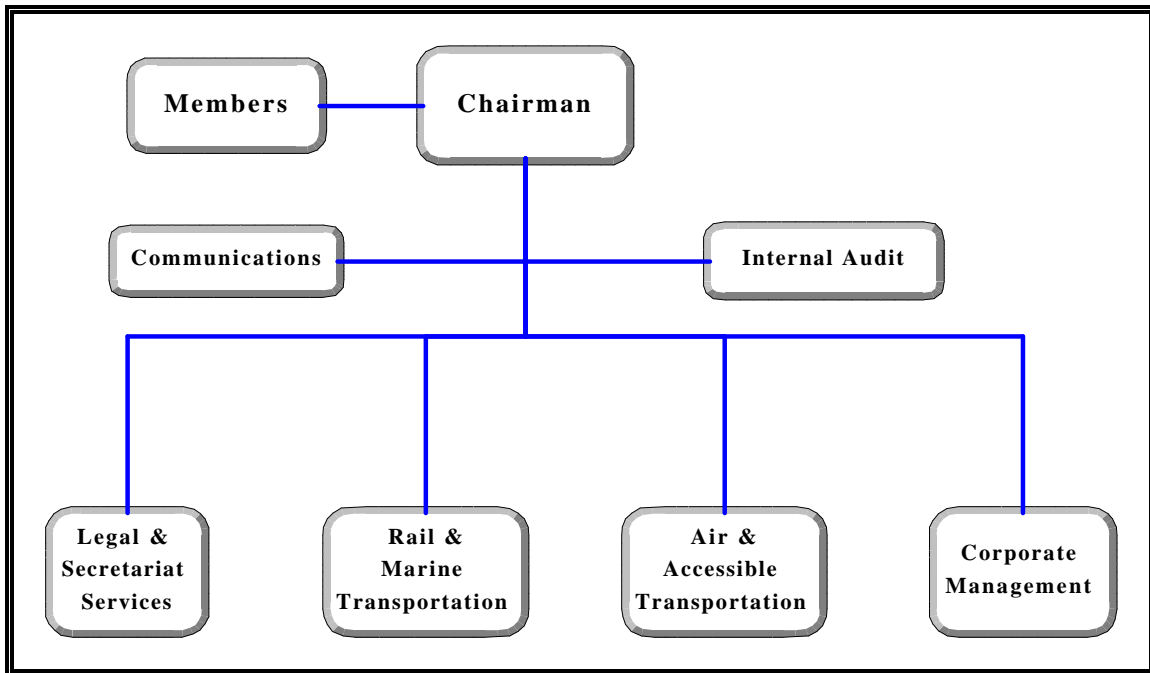 Members
Chairman
Communications
Internal Audit
Legal &
Secretariat
Services
Rail &
Marine
Transportation
Air &
Accessible
Transportation
Corporate
Management